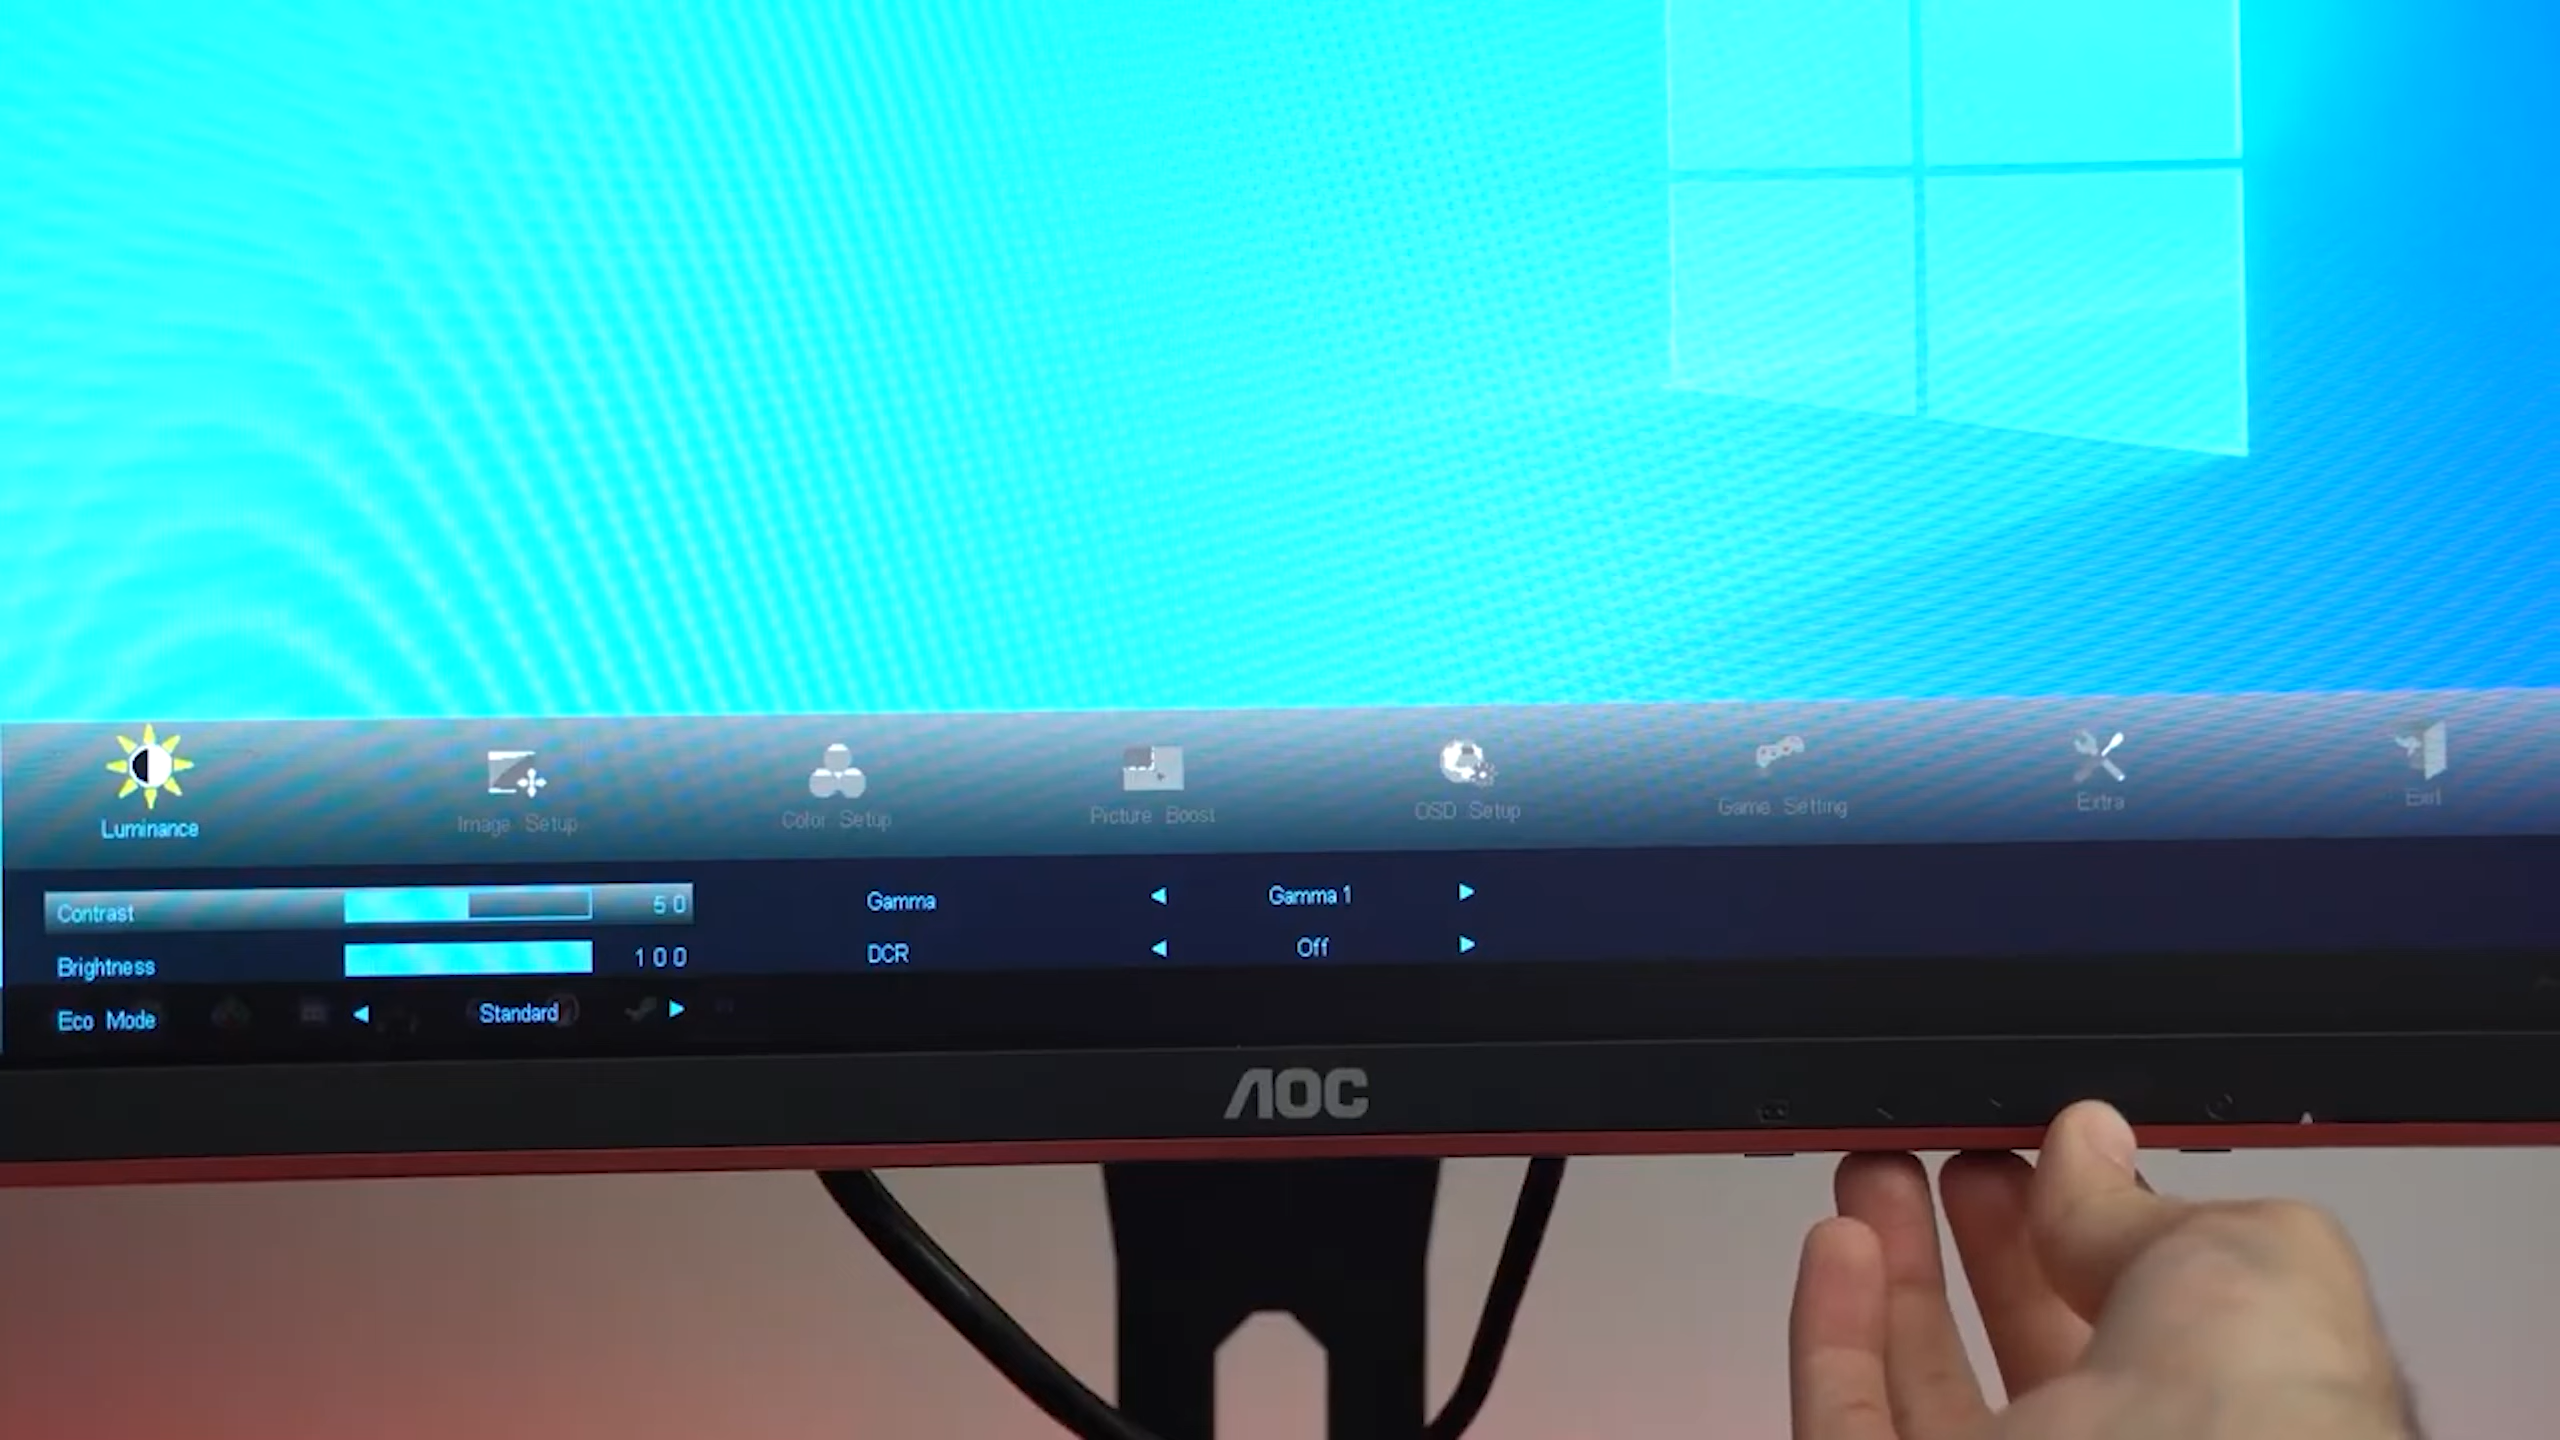 Luminance
Image Setup
Color Setup
Picture Boost
OSD Setup
Game Setting
Extra
Exit
Contrast 50
Gamma Gamma 1
Brightness 100
DCR Off
Eco Mode Standard
AOC